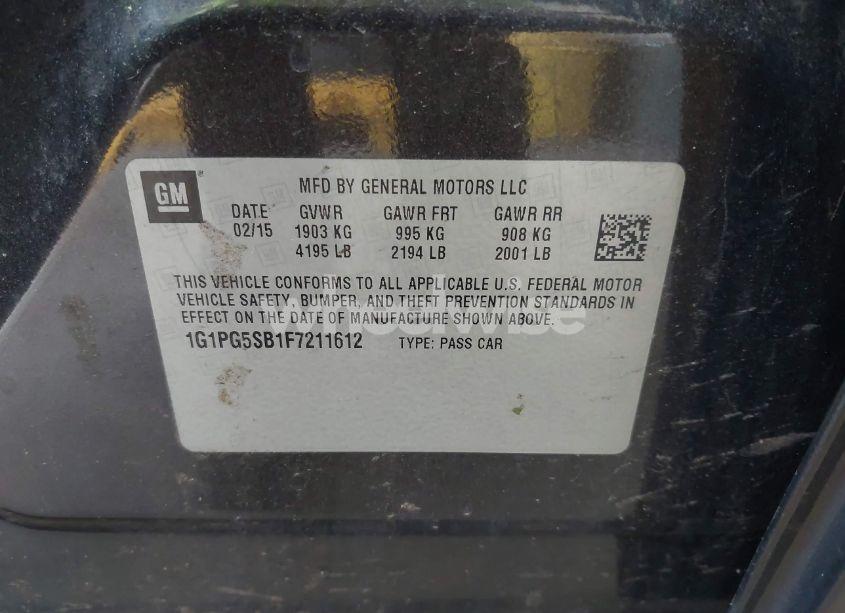 GM
MFD BY GENERAL MOTORS LLC
DATE GVWR GAWR FRT GAWR RR
02/15 1903 KG 995 KG 908 KG
4195 LB 2194 LB 2001 LB
THIS VEHICLE CONFORMS TO ALL APPLICABLE U.S. FEDERAL MOTOR
VEHICLE SAFETY, BUMPER, AND THEFT PREVENTION STANDARDS IN
EFFECT ON THE DATE OF MANUFACTURE SHOWN ABOVE.
wheelwibe
1G1PG5SB1F7211612 TYPE: PASS CAR